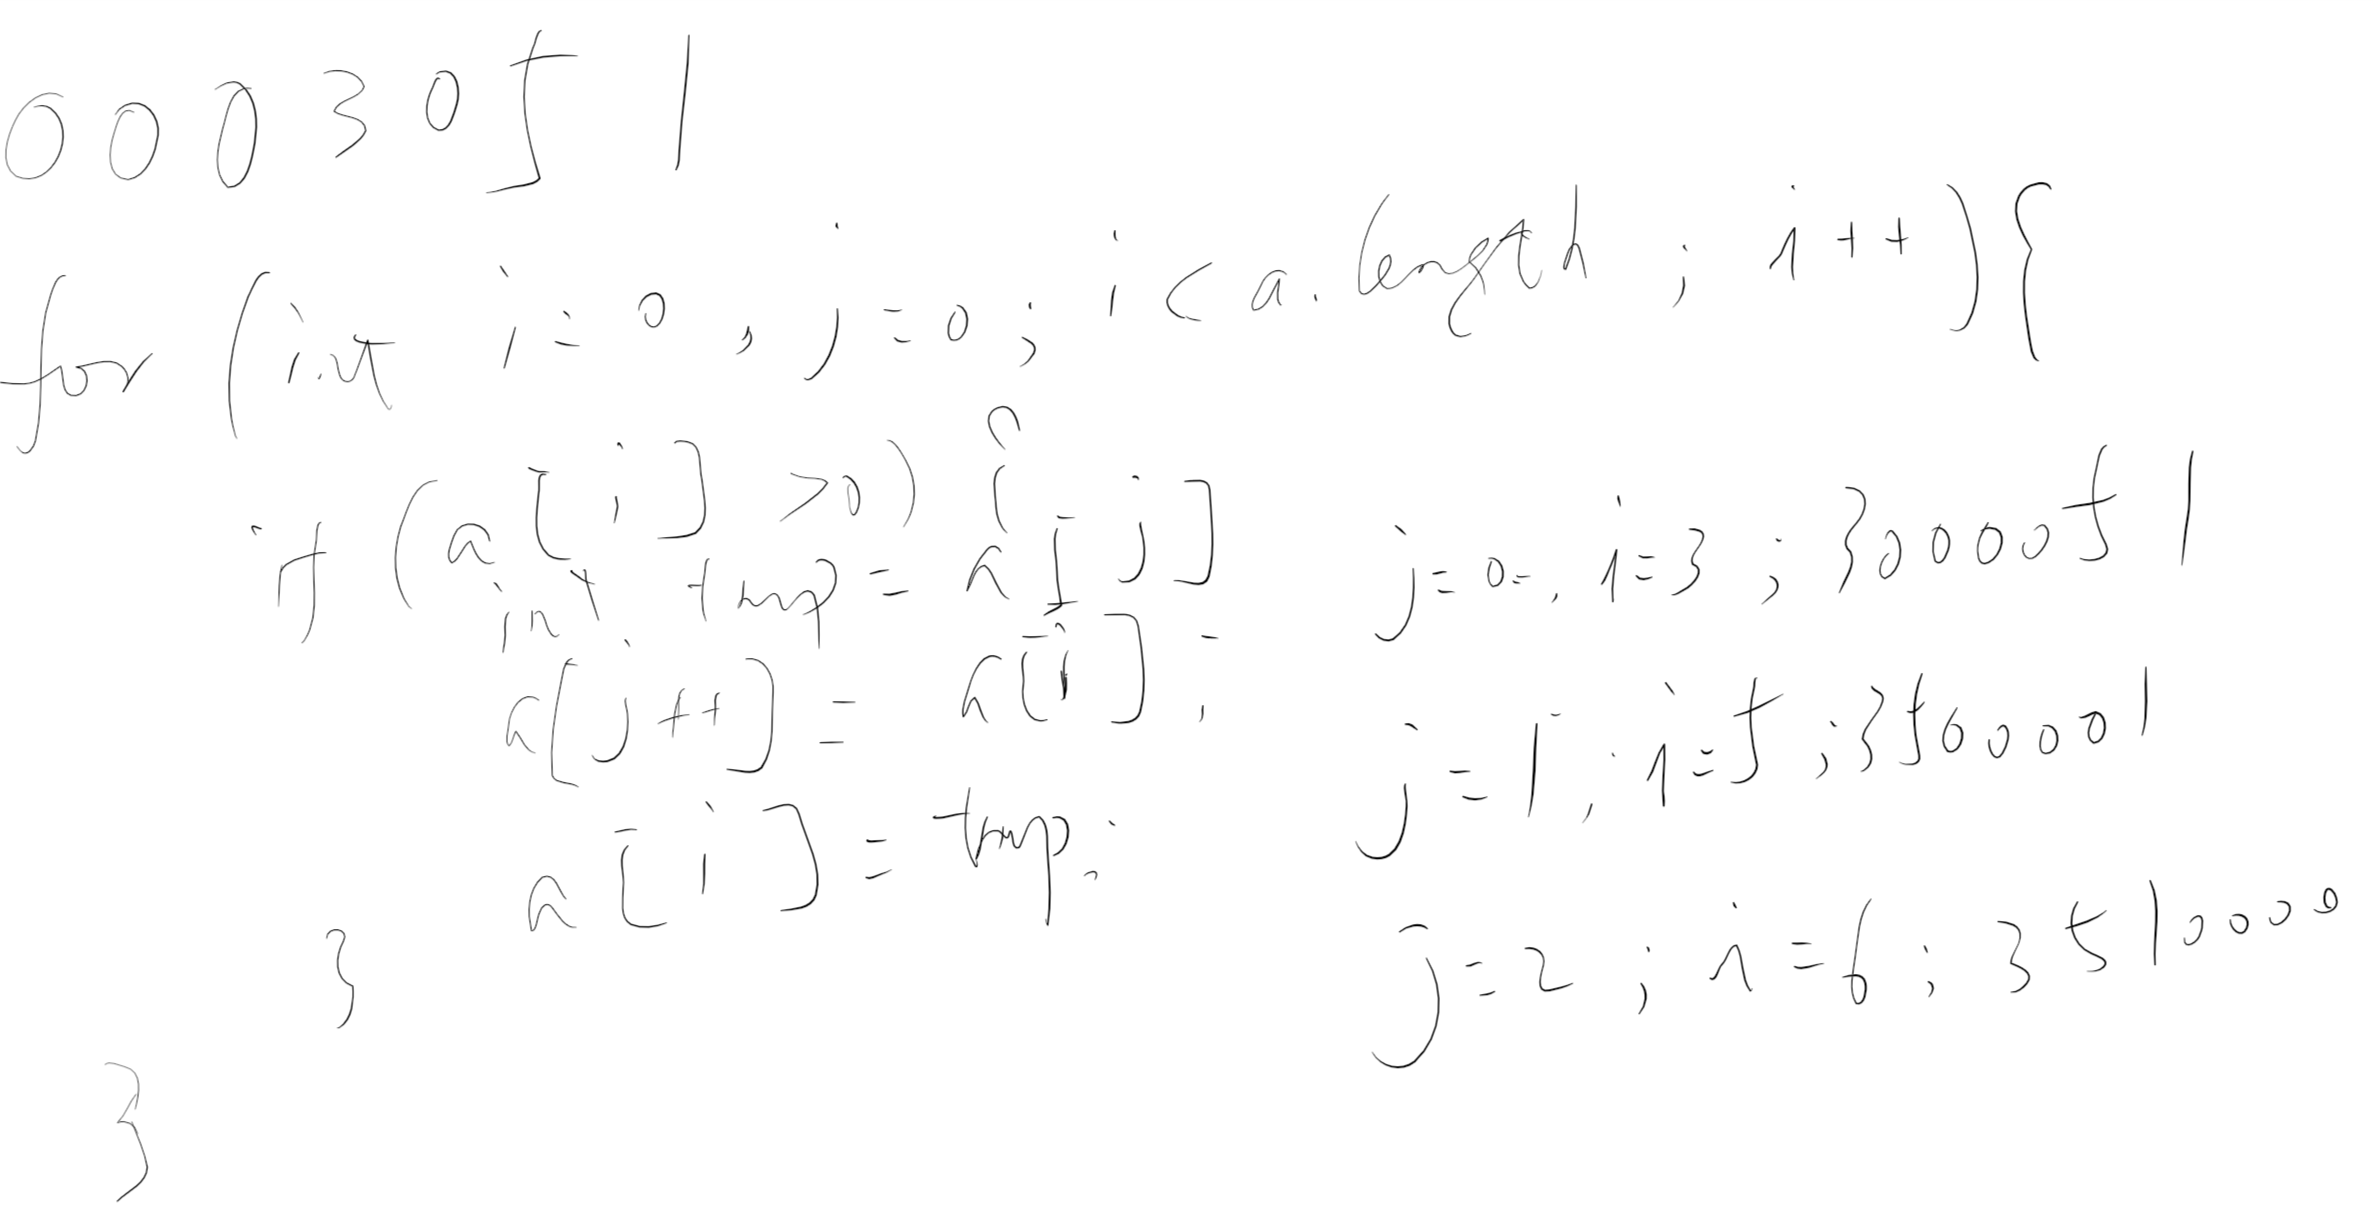 0 0 0 3 0 5 1
for (int i = 0, j = 0; i < a.length; i++) {
if (a[i] > 0) {
int tmp = a[j]
a[j++] = a[i];
a[i] = tmp;
}
}
j = 0, i = 3; 3 0 0 0 0 5 1
j = 1, i = 5; 3 5 0 0 0 0 1
j = 2; i = 6; 3 5 1 0 0 0 0